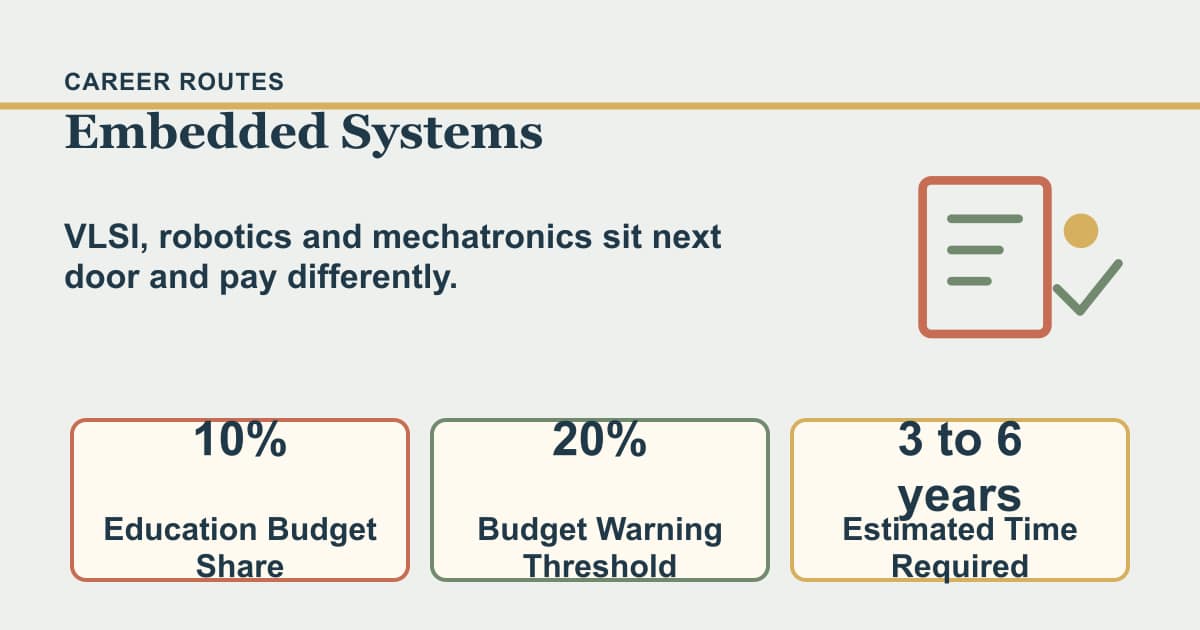 CAREER ROUTES
Embedded Systems
VLSI, robotics and mechatronics sit next
door and pay differently.
10%
Education Budget
Share
20%
Budget Warning
Threshold
3 to 6
years
Estimated Time
Required